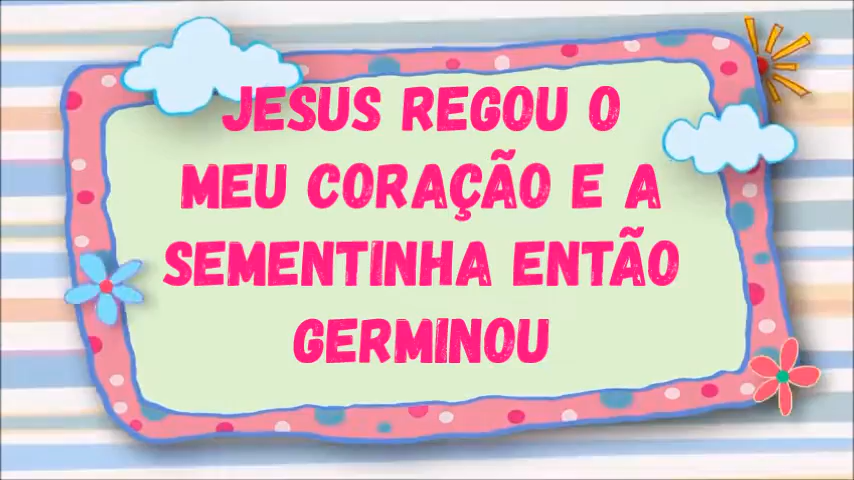 JESUS REGOU O
MEU CORAÇÃO E A
SEMENTINHA ENTÃO
GERMINOU